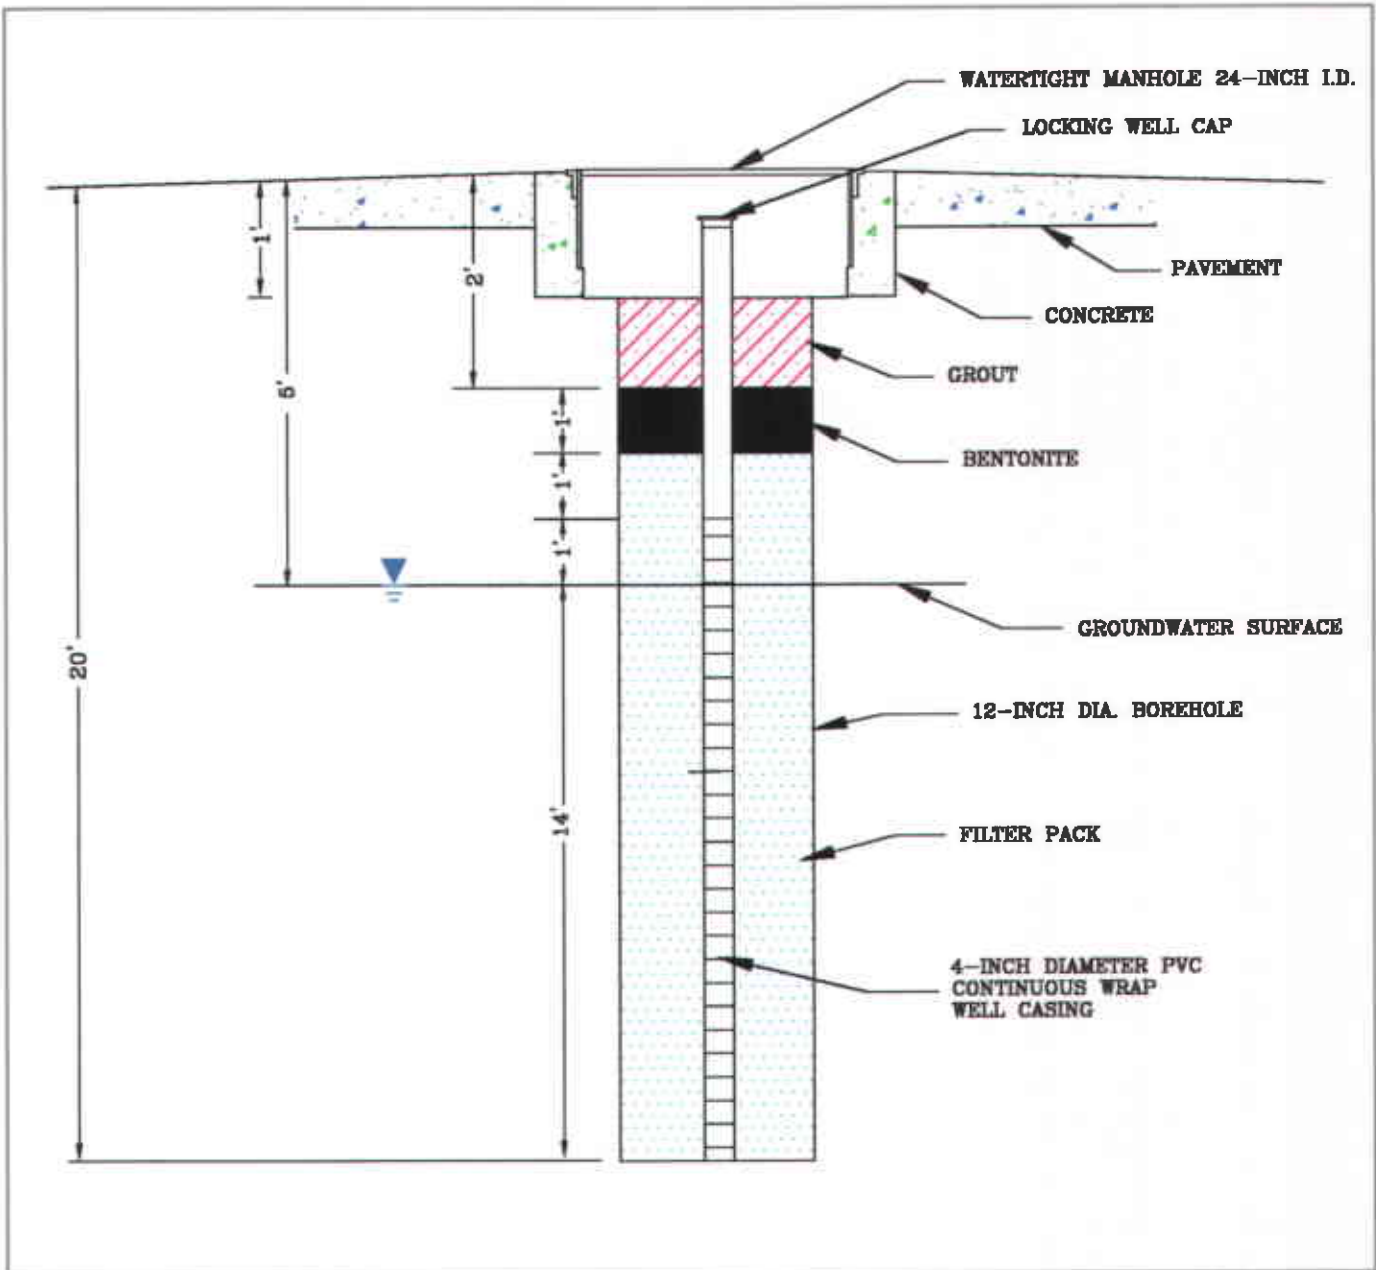 WATERTIGHT MANHOLE 24-INCH I.D.
LOCKING WELL CAP
PAVEMENT
CONCRETE
GROUT
BENTONITE
GROUNDWATER SURFACE
12-INCH DIA. BOREHOLE
FILTER PACK
4-INCH DIAMETER PVC
CONTINUOUS WRAP
WELL CASING
1'
2'
1'
1'
1'
20'
14'